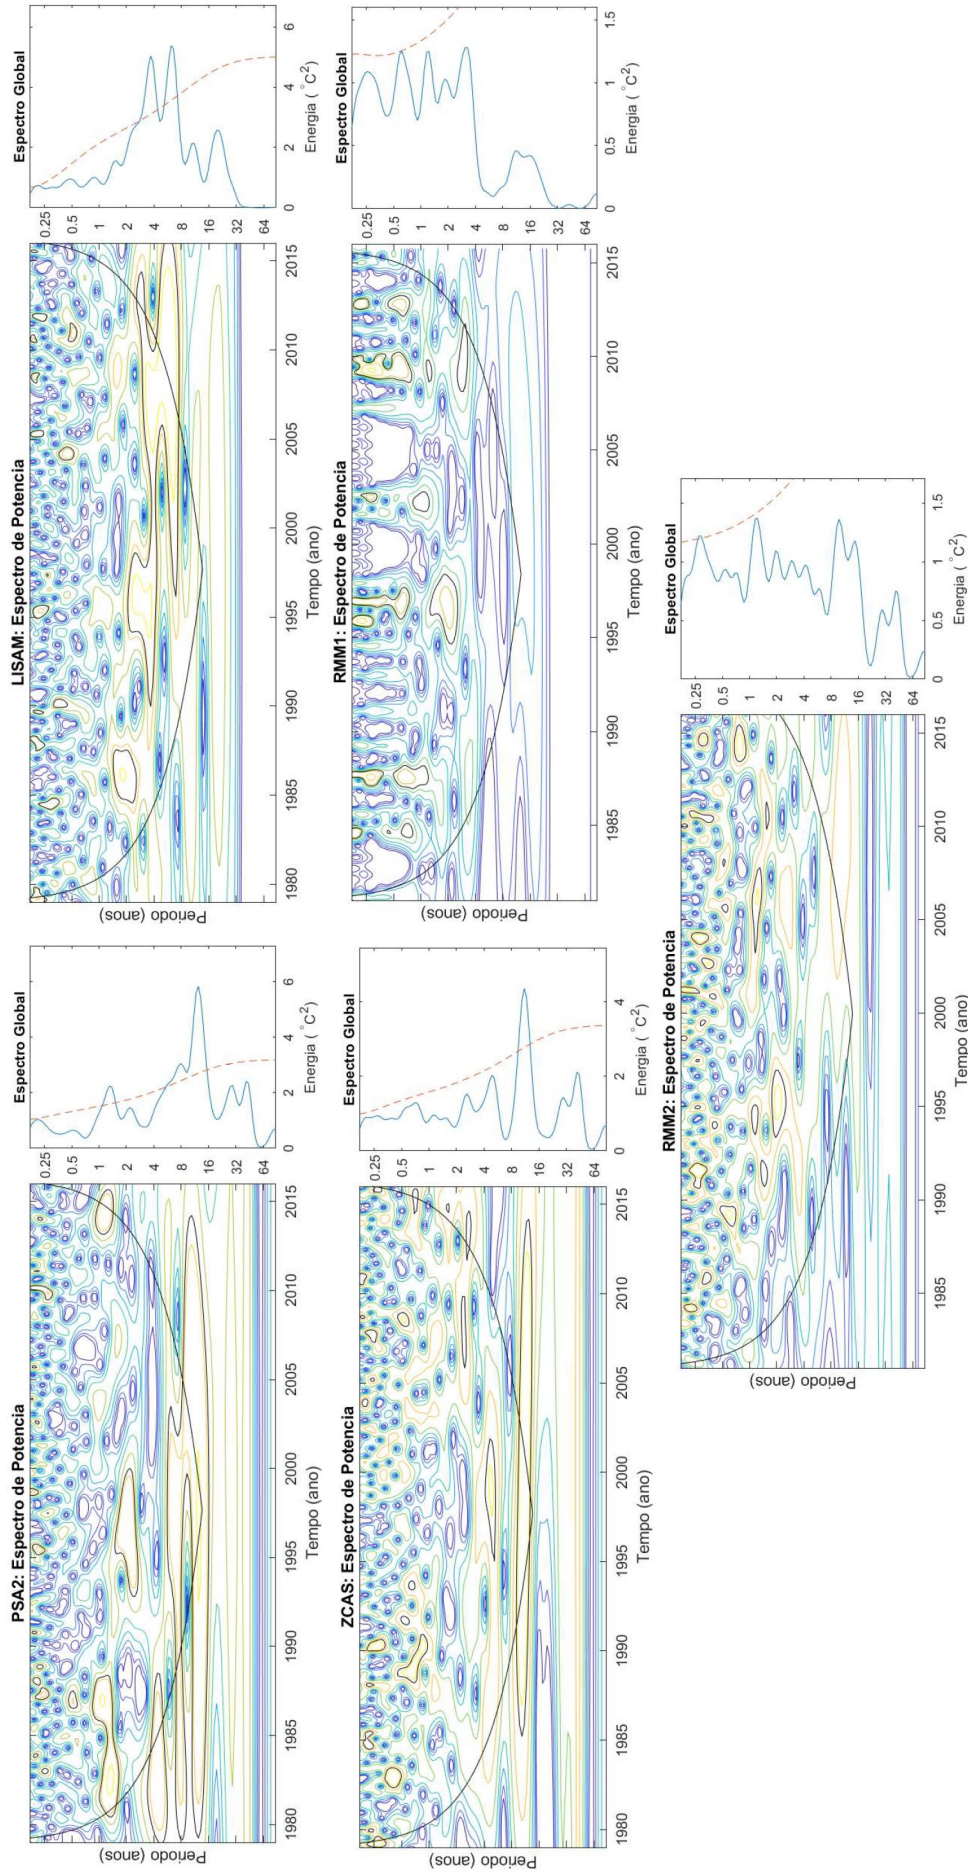 PSA2: Espectro de Potencia
Periodo (anos)
1980 1985 1990 1995 2000 2005 2010 2015
Tempo (ano)
Espectro Global
0.25
0.5
1
2
4
8
16
32
64
0 2 4 6
Energia ( °C2)
LISAM: Espectro de Potencia
Periodo (anos)
1980 1985 1990 1995 2000 2005 2010 2015
Tempo (ano)
Espectro Global
0.25
0.5
1
2
4
8
16
32
64
0 2 4 6
Energia ( °C2)
ZCAS: Espectro de Potencia
Periodo (anos)
1980 1985 1990 1995 2000 2005 2010 2015
Tempo (ano)
Espectro Global
0.25
0.5
1
2
4
8
16
32
64
0 2 4
Energia ( °C2)
RMM1: Espectro de Potencia
Periodo (anos)
1985 1990 1995 2000 2005 2010 2015
Tempo (ano)
Espectro Global
0.25
0.5
1
2
4
8
16
32
64
0 0.5 1 1.5
Energia ( °C2)
RMM2: Espectro de Potencia
Periodo (anos)
1985 1990 1995 2000 2005 2010 2015
Tempo (ano)
Espectro Global
0.25
0.5
1
2
4
8
16
32
64
0 0.5 1 1.5
Energia ( °C2)